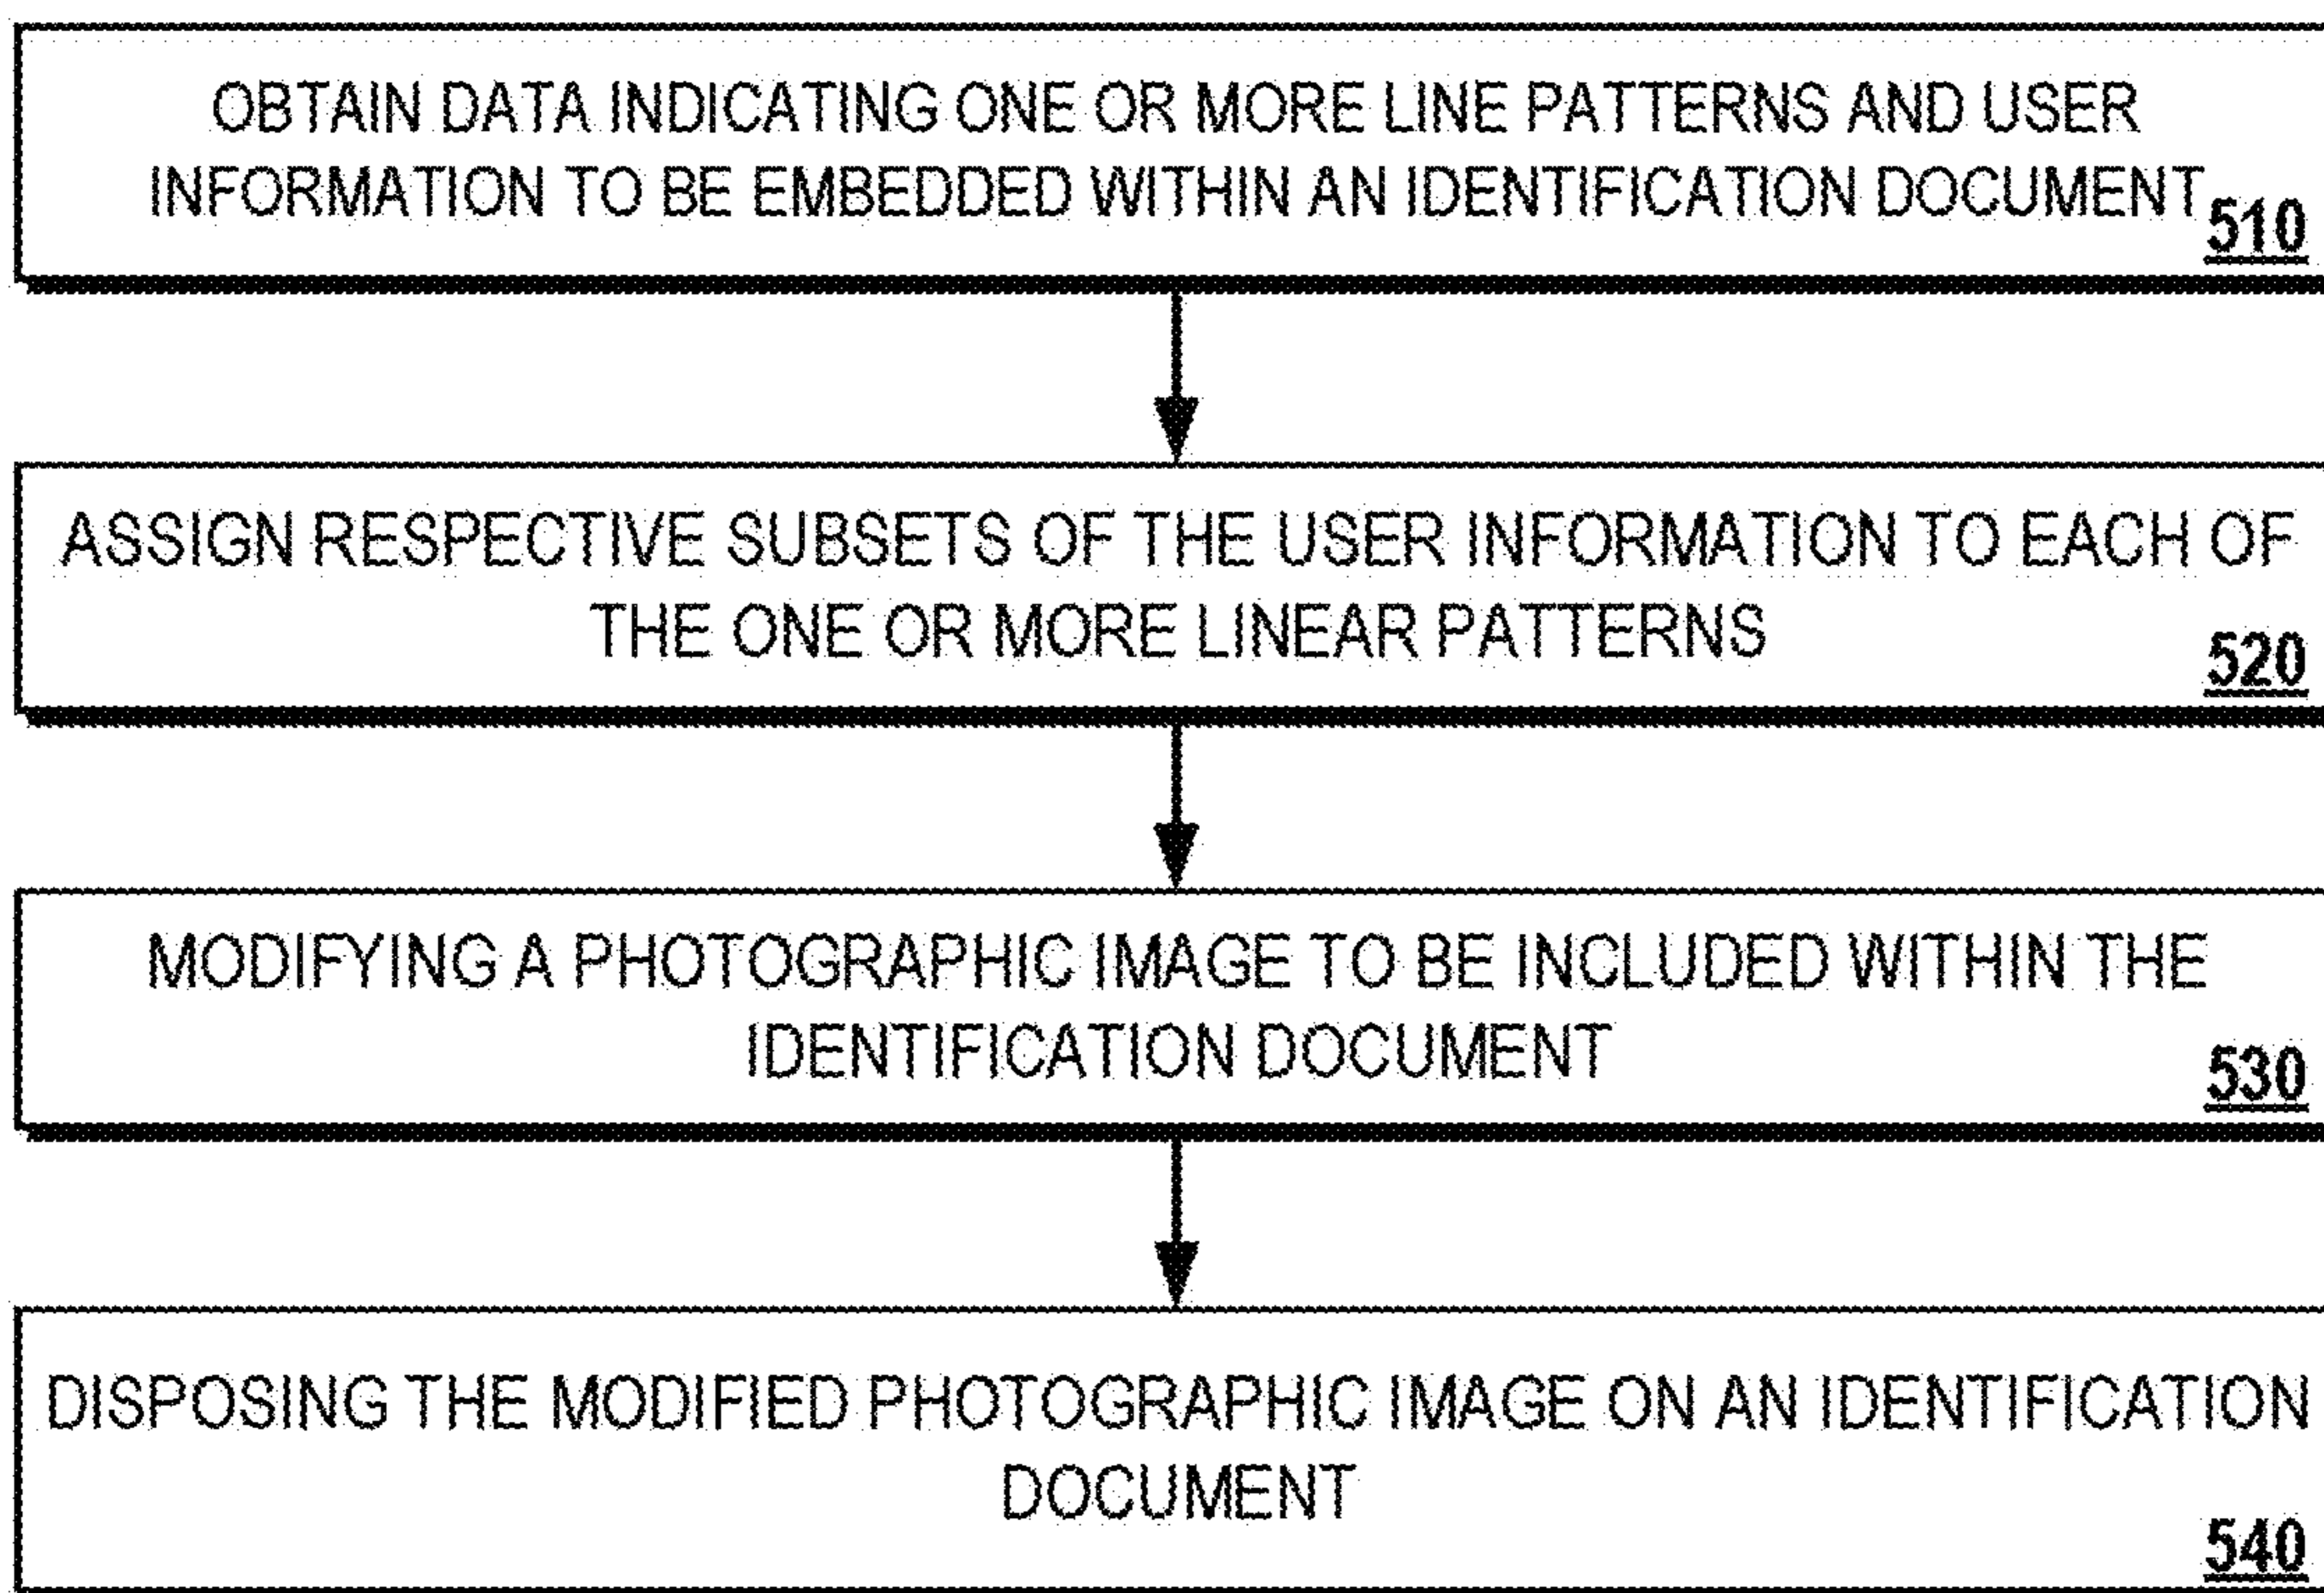 OBTAIN DATA INDICATING ONE OR MORE LINE PATTERNS AND USER
INFORMATION TO BE EMBEDDED WITHIN AN IDENTIFICATION DOCUMENT
510
ASSIGN RESPECTIVE SUBSETS OF THE USER INFORMATION TO EACH OF
THE ONE OR MORE LINEAR PATTERNS
520
MODIFYING A PHOTOGRAPHIC IMAGE TO BE INCLUDED WITHIN THE
IDENTIFICATION DOCUMENT
530
DISPOSING THE MODIFIED PHOTOGRAPHIC IMAGE ON AN IDENTIFICATION
DOCUMENT
540